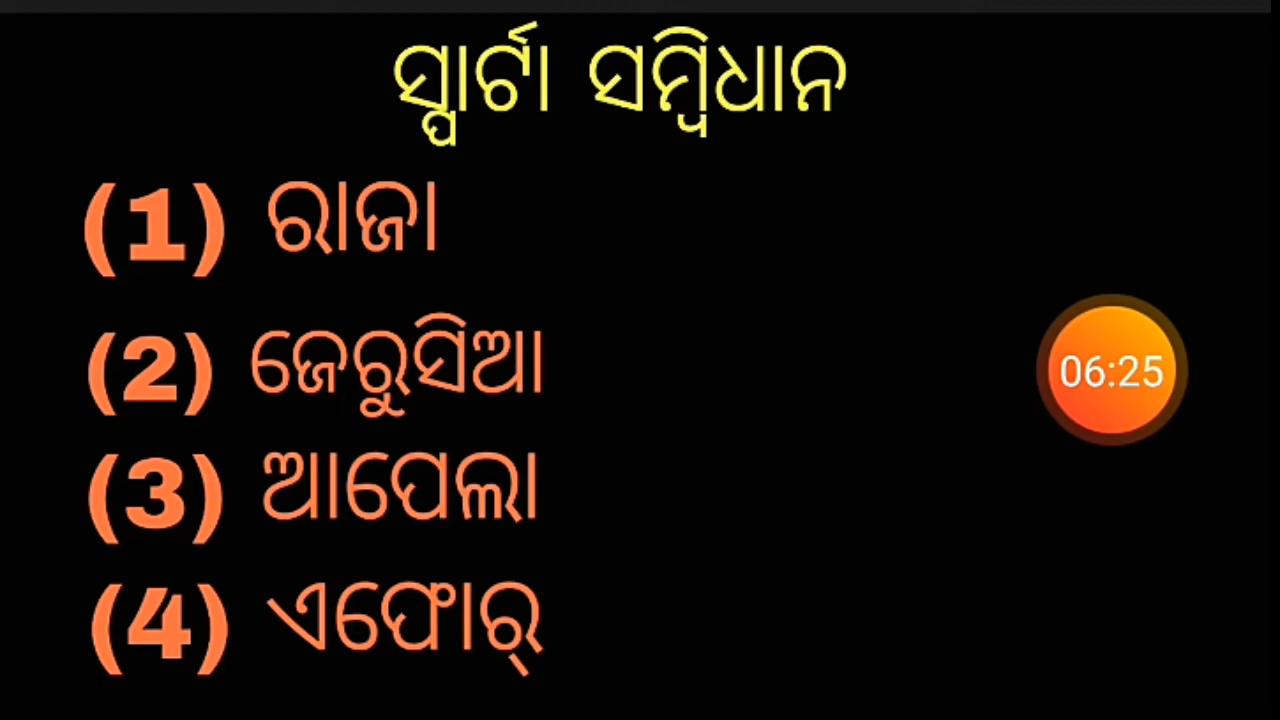 ସ୍ପାର୍ଟା ସମ୍ବିଧାନ
(1) ରାଜା
(2) ଜେରୁସିଆ
06:25
(3) ଆପେଲା
(4) ଏଫୋର୍